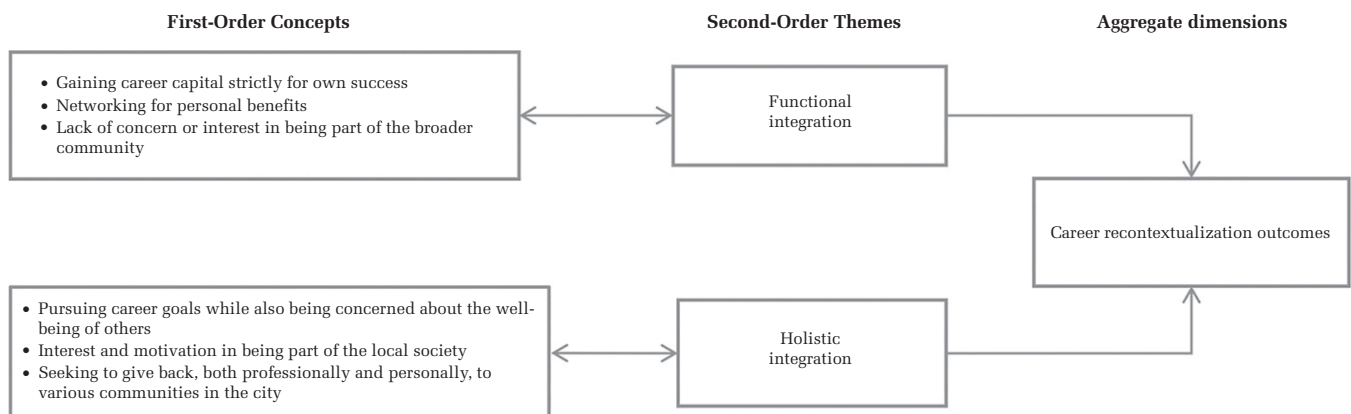 First-Order Concepts
Second-Order Themes
Aggregate dimensions
• Gaining career capital strictly for own success
• Networking for personal benefits
• Lack of concern or interest in being part of the broader
community
Functional
integration
Career recontextualization outcomes
• Pursuing career goals while also being concerned about the well-
being of others
• Interest and motivation in being part of the local society
• Seeking to give back, both professionally and personally, to
various communities in the city
Holistic
integration